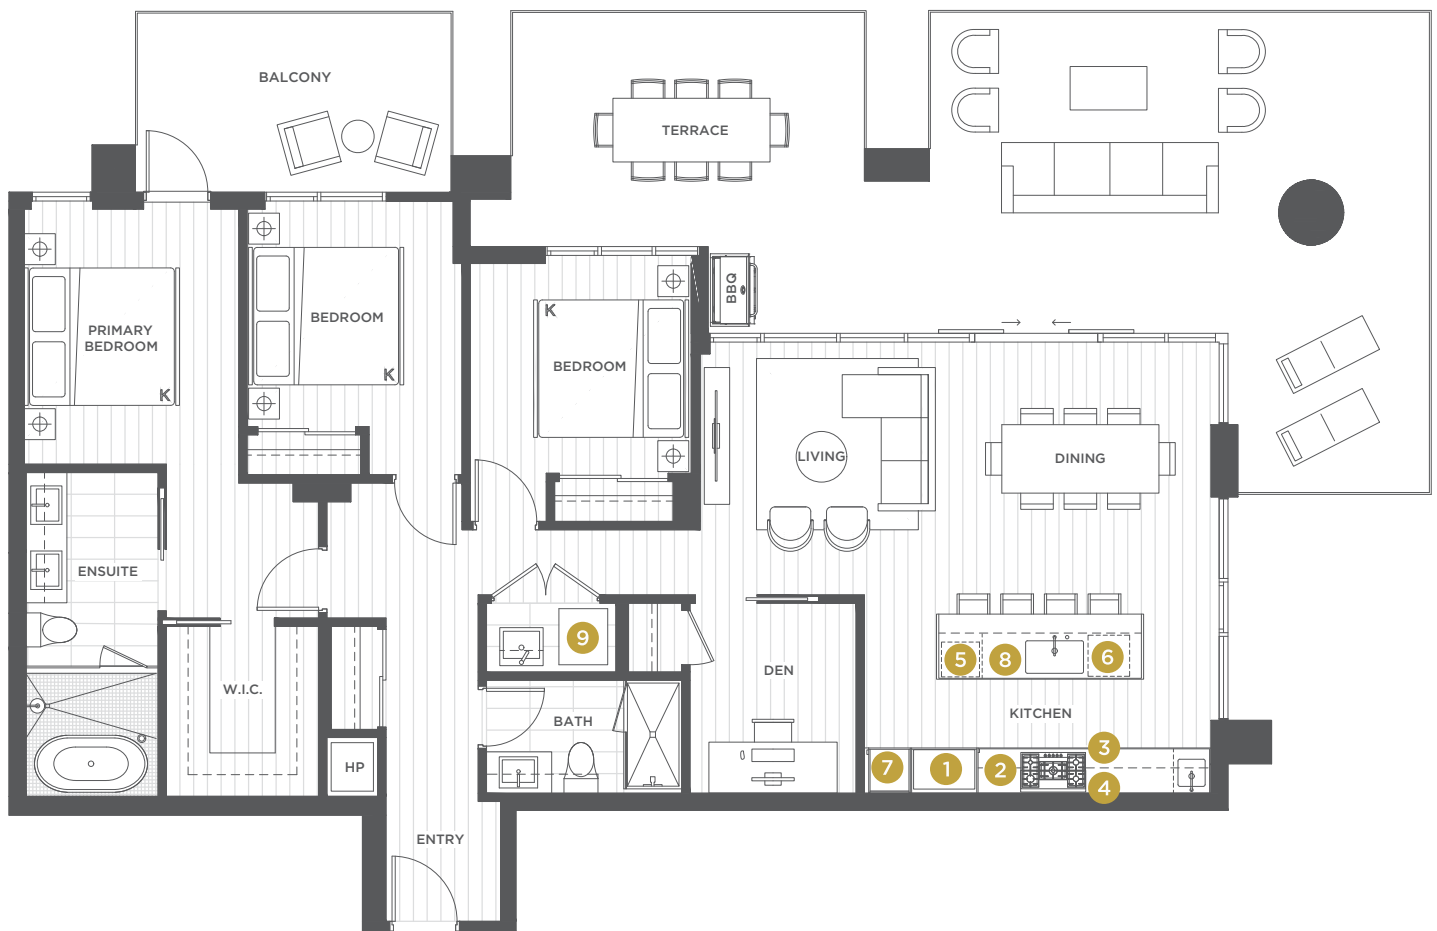 BALCONY
TERRACE
BBQ
PRIMARY
BEDROOM
K
BEDROOM
K
K
BEDROOM
LIVING
DINING
ENSUITE
W.I.C.
HP
9
BATH
DEN
5
8
6
KITCHEN
3
7
1
2
4
ENTRY